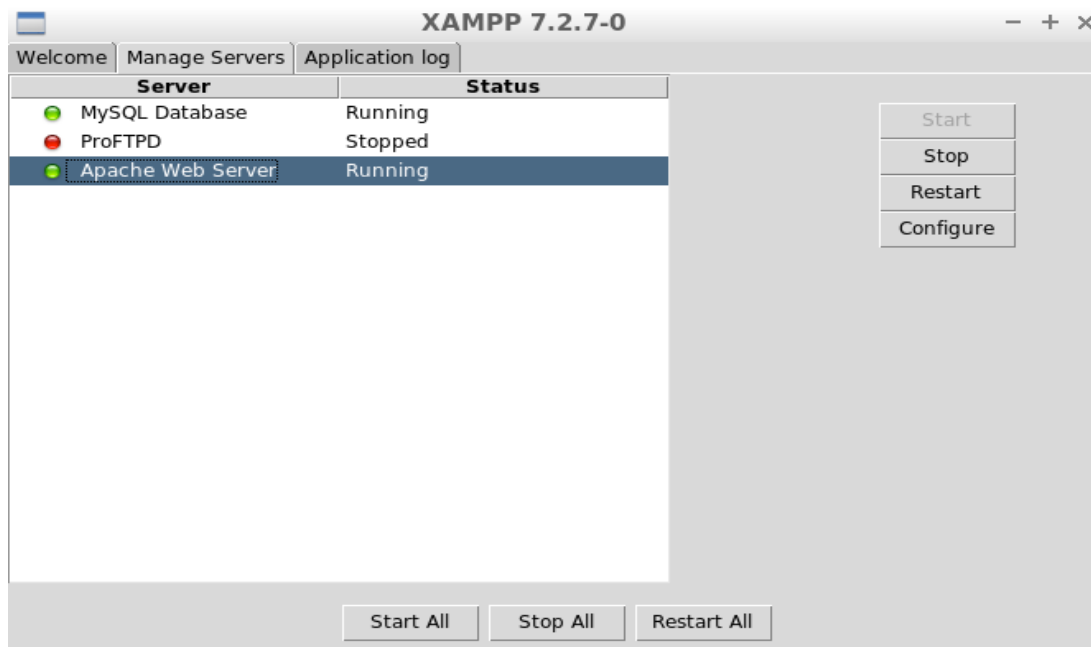 XAMPP 7.2.7-0
Welcome Manage Servers Application log
Server Status
MySQL Database Running
ProFTPD Stopped
Apache Web Server Running
Start
Stop
Restart
Configure
Start All Stop All Restart All